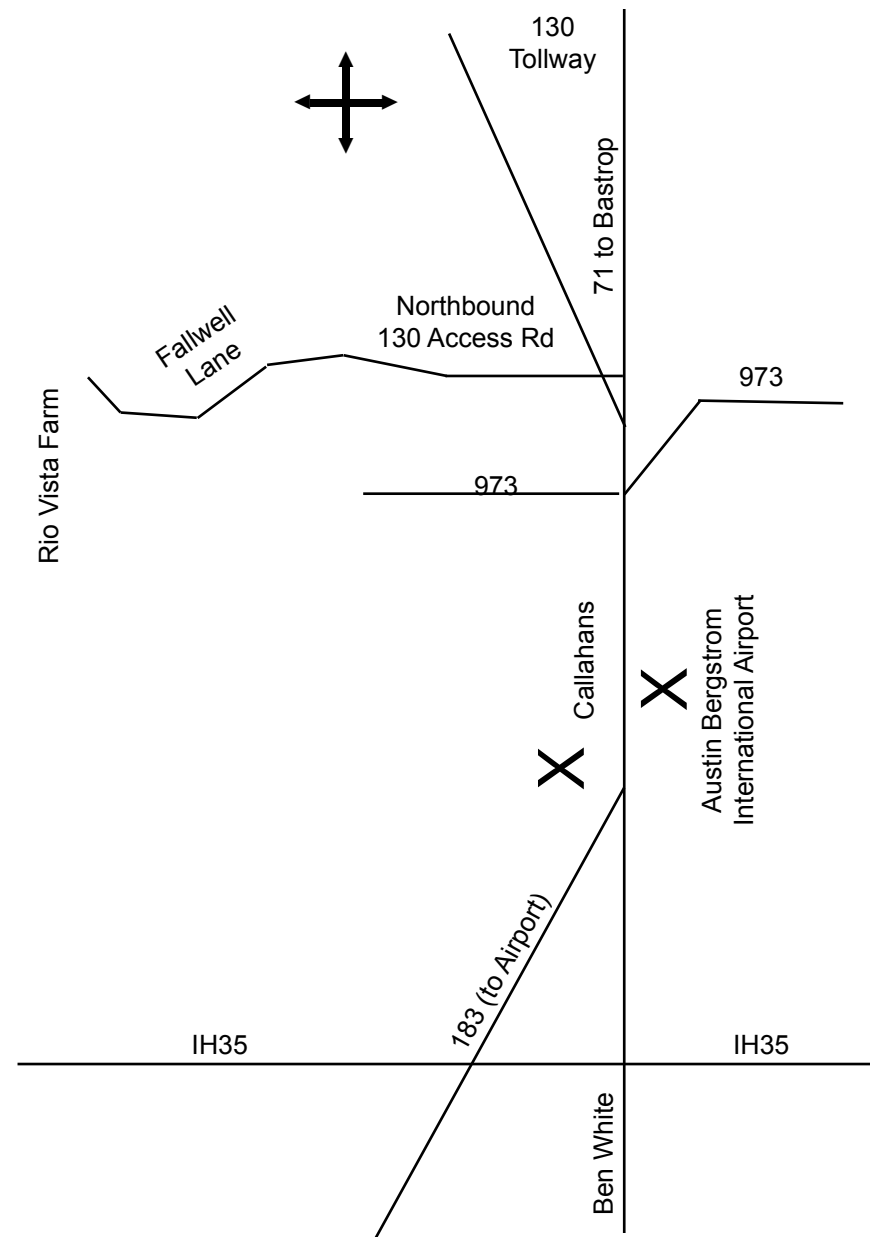 130
Tollway
71 to Bastrop
Northbound
130 Access Rd
Fallwell
Lane
973
Rio Vista Farm
973
Callahans
Austin Bergstrom
International Airport
183 (to Airport)
IH35
IH35
Ben White